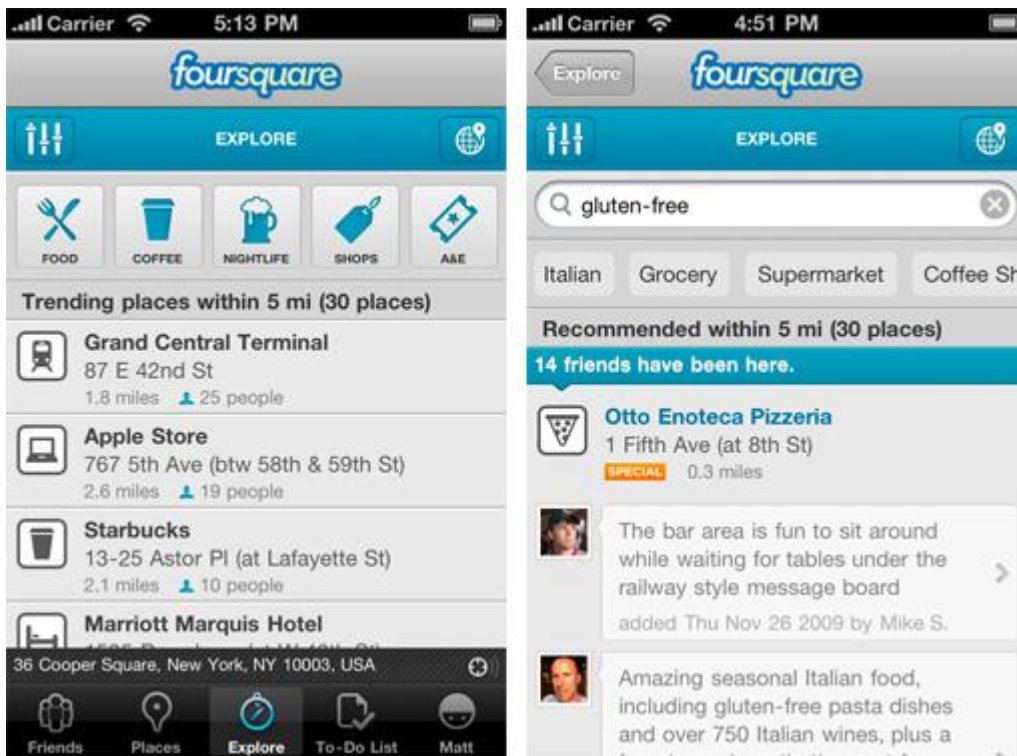 Carrier 5:13 PM
foursquare
EXPLORE
FOOD COFFEE NIGHTLIFE SHOPS A&E
Trending places within 5 mi (30 places)
Grand Central Terminal
87 E 42nd St
1.8 miles 25 people
Apple Store
767 5th Ave (btw 58th & 59th St)
2.6 miles 19 people
Starbucks
13-25 Astor Pl (at Lafayette St)
2.1 miles 10 people
Marriott Marquis Hotel
36 Cooper Square, New York, NY 10003, USA
Friends Places Explore To-Do List Matt
Carrier 4:51 PM
Explore foursquare
EXPLORE
gluten-free
Italian Grocery Supermarket Coffee Sh
Recommended within 5 mi (30 places)
14 friends have been here.
Otto Enoteca Pizzeria
1 Fifth Ave (at 8th St)
SPECIAL 0.3 miles
The bar area is fun to sit around
while waiting for tables under the
railway style message board
added Thu Nov 26 2009 by Mike S.
Amazing seasonal Italian food,
including gluten-free pasta dishes
and over 750 Italian wines, plus a